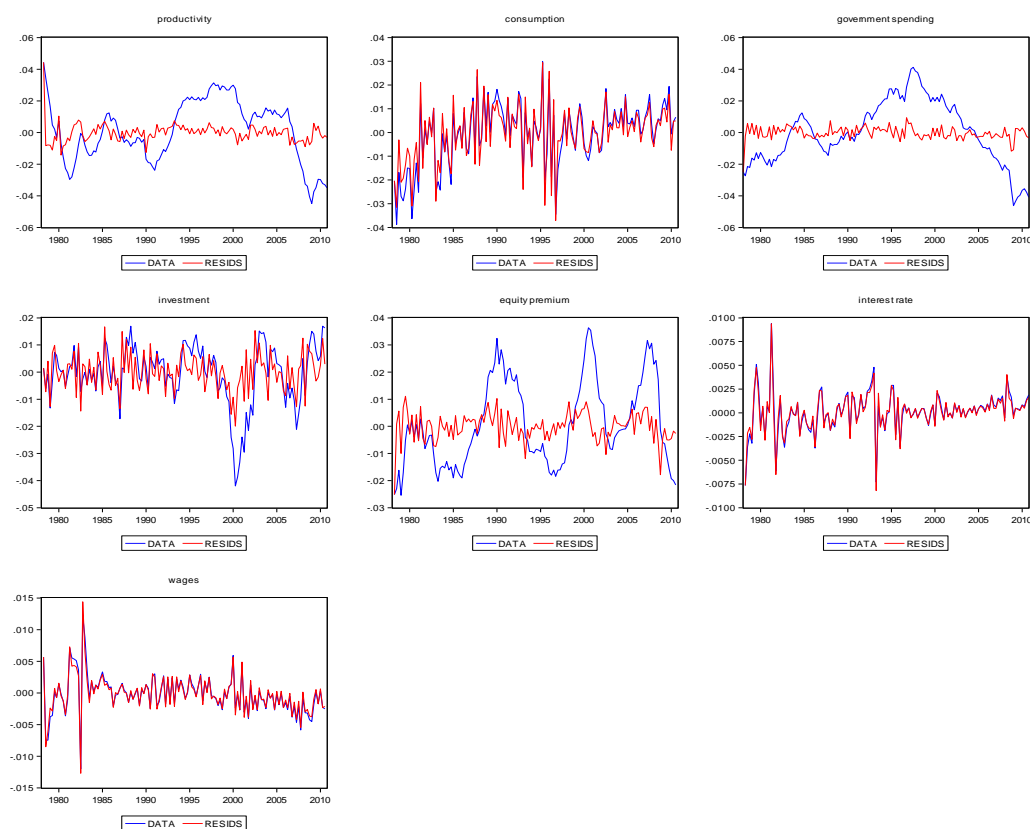 productivity
.06
.04
.02
.00
-.02
-.04
-.06
1980 1985 1990 1995 2000 2005 2010
DATA RESIDS
consumption
.04
.03
.02
.01
.00
-.01
-.02
-.03
-.04
1980 1985 1990 1995 2000 2005 2010
DATA RESIDS
government spending
.06
.04
.02
.00
-.02
-.04
-.06
1980 1985 1990 1995 2000 2005 2010
DATA RESIDS
investment
.02
.01
.00
-.01
-.02
-.03
-.04
-.05
1980 1985 1990 1995 2000 2005 2010
DATA RESIDS
equity premium
.04
.03
.02
.01
.00
-.01
-.02
-.03
1980 1985 1990 1995 2000 2005 2010
DATA RESIDS
interest rate
.0100
.0075
.0050
.0025
.0000
-.0025
-.0050
-.0075
-.0100
1980 1985 1990 1995 2000 2005 2010
DATA RESIDS
wages
.015
.010
.005
.000
-.005
-.010
-.015
1980 1985 1990 1995 2000 2005 2010
DATA RESIDS